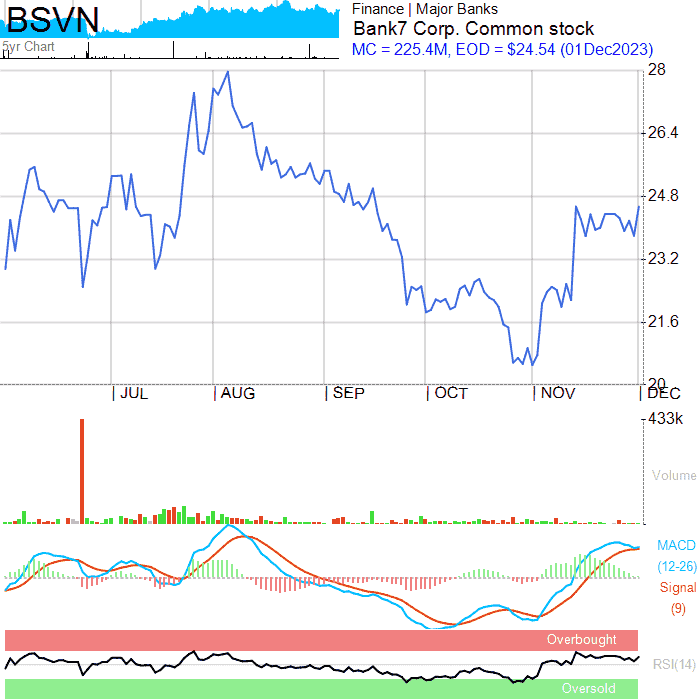 BSVN
5yr Chart
Finance | Major Banks
Bank7 Corp. Common stock
MC = 225.4M, EOD = $24.54 (01Dec2023)
28
26.4
24.8
23.2
21.6
20
JUL
AUG
SEP
OCT
NOV
DEC
433k
Volume
MACD
(12-26)
Signal
(9)
Overbought
RSI(14)
Oversold